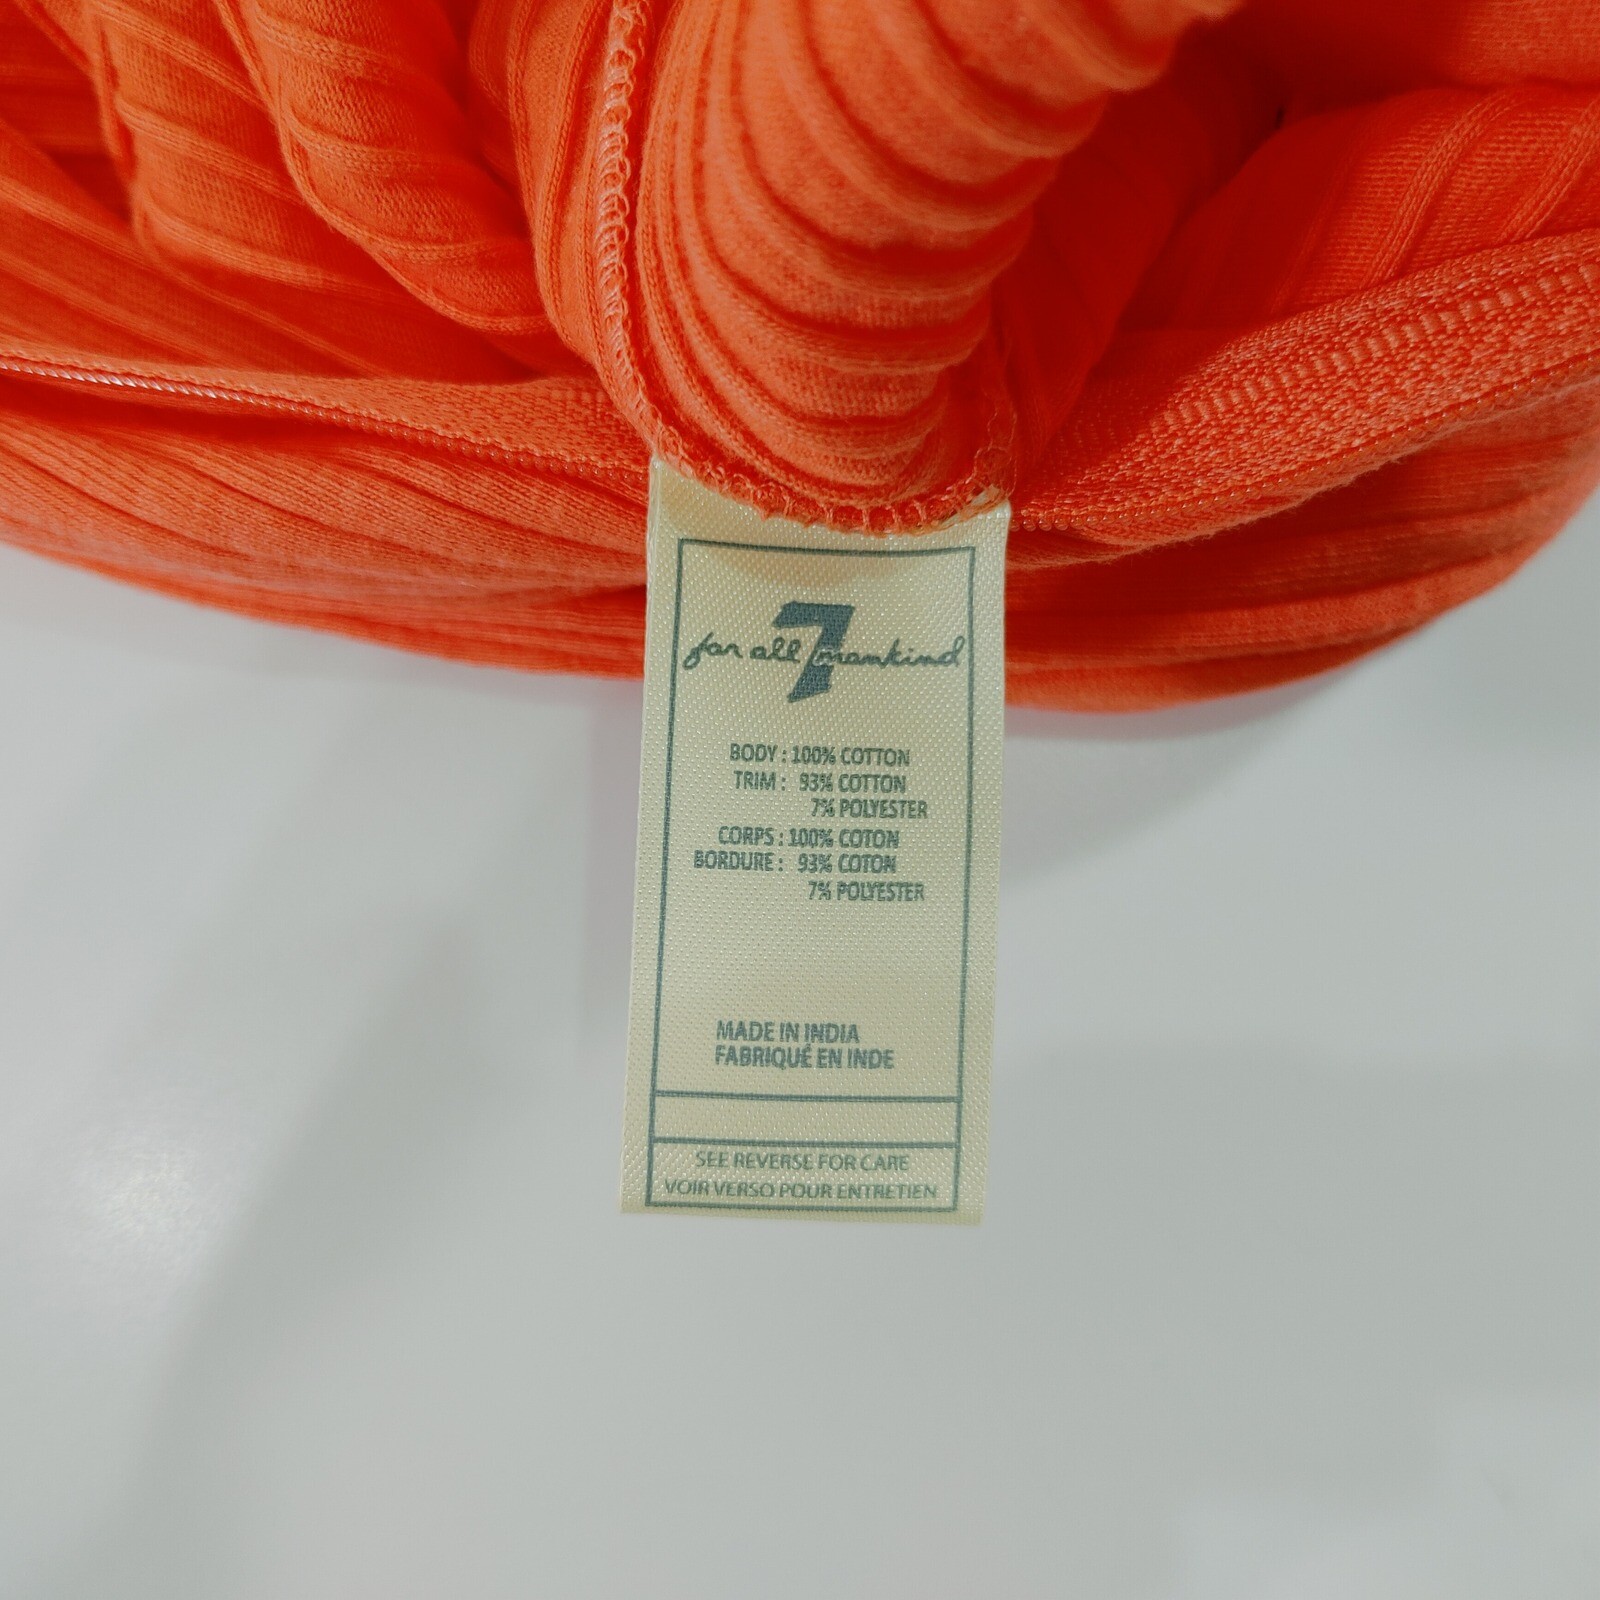 7
for all mankind
BODY : 100% COTTON
TRIM : 93% COTTON
7% POLYESTER
CORPS : 100% COTON
BORDURE : 93% COTON
7% POLYESTER
MADE IN INDIA
FABRIQUÉ EN INDE
SEE REVERSE FOR CARE
VOIR VERSO POUR ENTRETIEN